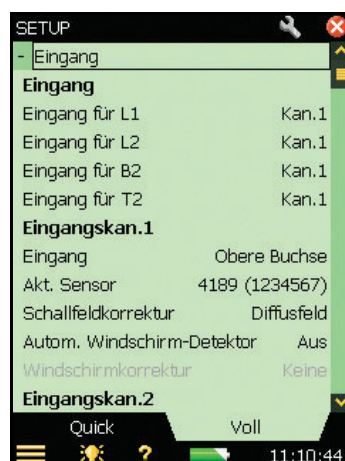 SETUP
- Eingang
Eingang
Eingang für L1 Kan.1
Eingang für L2 Kan.1
Eingang für B2 Kan.1
Eingang für T2 Kan.1
Eingangskan.1
Eingang Obere Buchse
Akt. Sensor 4189 (1234567)
Schallfeldkorrektur Diffusfeld
Autom. Windschirm-Detektor Aus
Windschirmkorrektur Keine
Eingangskan.2
Quick Voll
? 11:10:44